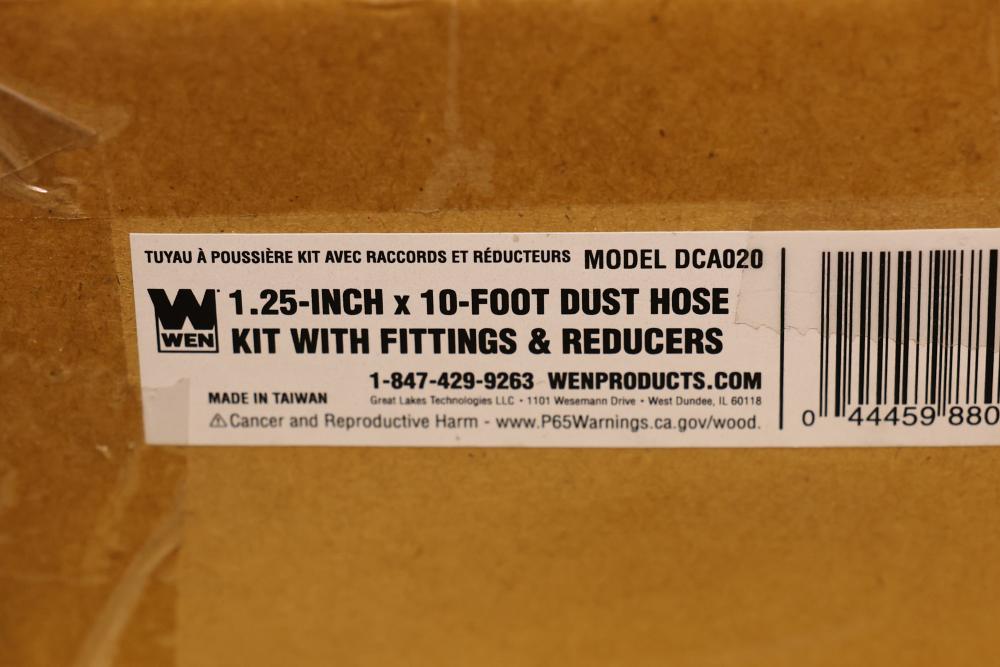 TUYAU À POUSSIÈRE KIT AVEC RACCORDS ET RÉDUCTEURS MODEL DCA020
WEN
1.25-INCH x 10-FOOT DUST HOSE
KIT WITH FITTINGS & REDUCERS
1-847-429-9263 WENPRODUCTS.COM
MADE IN TAIWAN
Great Lakes Technologies LLC • 1101 Wesemann Drive • West Dundee, IL 60118
⚠Cancer and Reproductive Harm - www.P65Warnings.ca.gov/wood.
0 44459 880